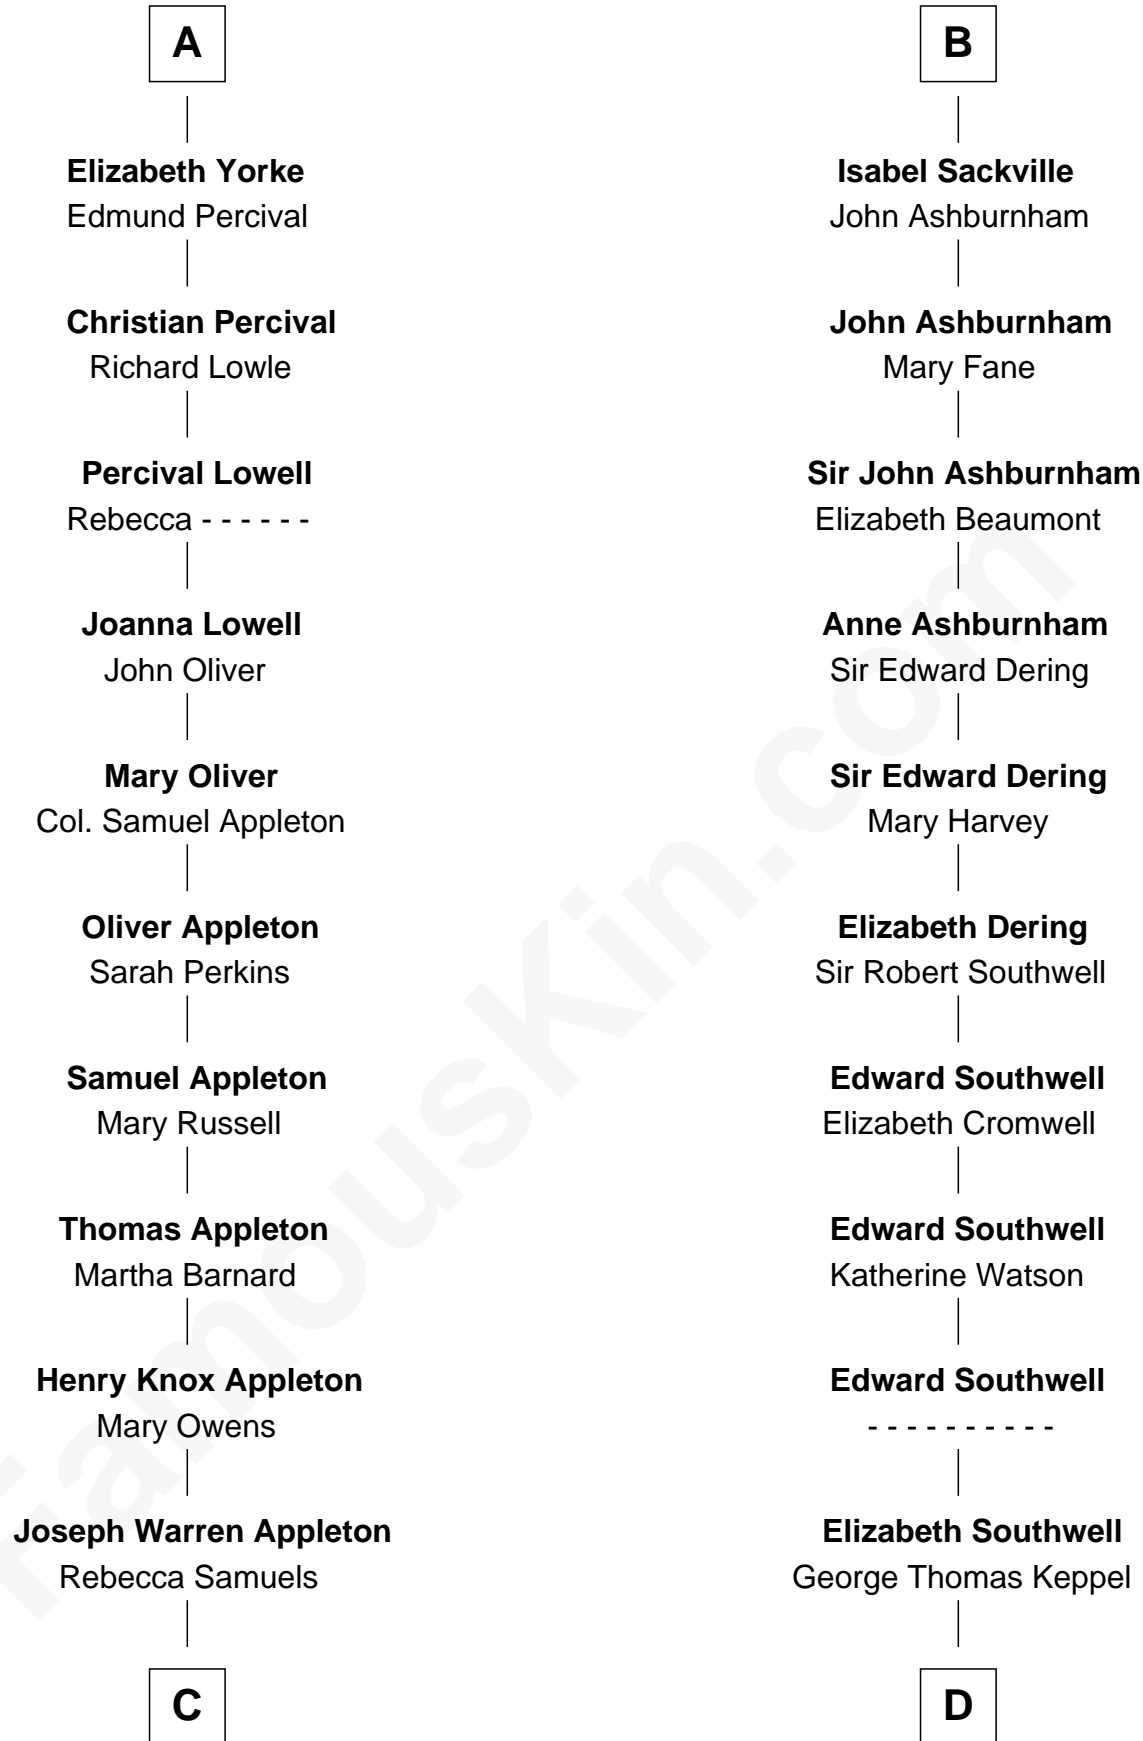 A
Elizabeth Yorke
Edmund Percival
Christian Percival
Richard Lowle
Percival Lowell
Rebecca - - - - - -
Joanna Lowell
John Oliver
Mary Oliver
Col. Samuel Appleton
Oliver Appleton
Sarah Perkins
Samuel Appleton
Mary Russell
Thomas Appleton
Martha Barnard
Henry Knox Appleton
Mary Owens
Joseph Warren Appleton
Rebecca Samuels
C
B
Isabel Sackville
John Ashburnham
John Ashburnham
Mary Fane
Sir John Ashburnham
Elizabeth Beaumont
Anne Ashburnham
Sir Edward Dering
Sir Edward Dering
Mary Harvey
Elizabeth Dering
Sir Robert Southwell
Edward Southwell
Elizabeth Cromwell
Edward Southwell
Katherine Watson
Edward Southwell
- - - - - - - - - -
Elizabeth Southwell
George Thomas Keppel
D
FamousKin.com